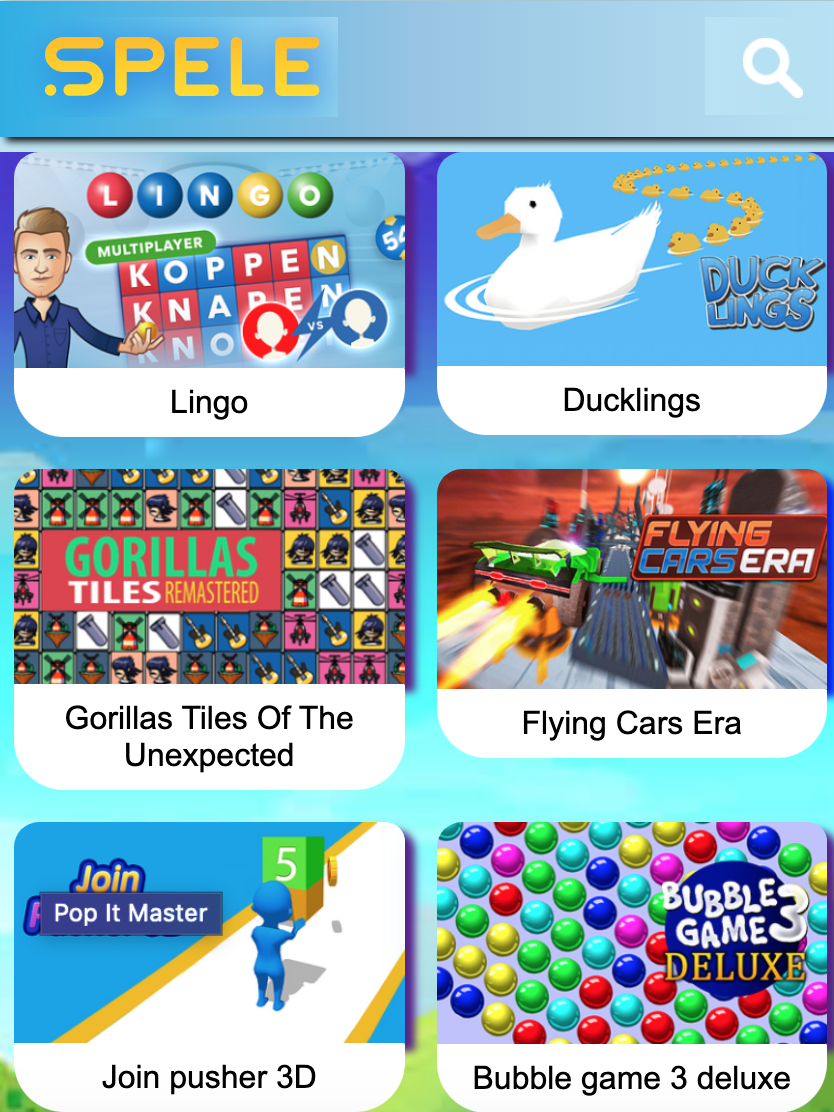 .SPELE
LINGO
MULTIPLAYER
54
KOPPEN
KNAPEN
KNO
VS
Lingo
DUCK
LINGS
Ducklings
GORILLAS
TILES REMASTERED
Gorillas Tiles Of The
Unexpected
FLYING
CARS ERA
Flying Cars Era
5
Join
Pop It Master
Join pusher 3D
BUBBLE
GAME 3
DELUXE
Bubble game 3 deluxe